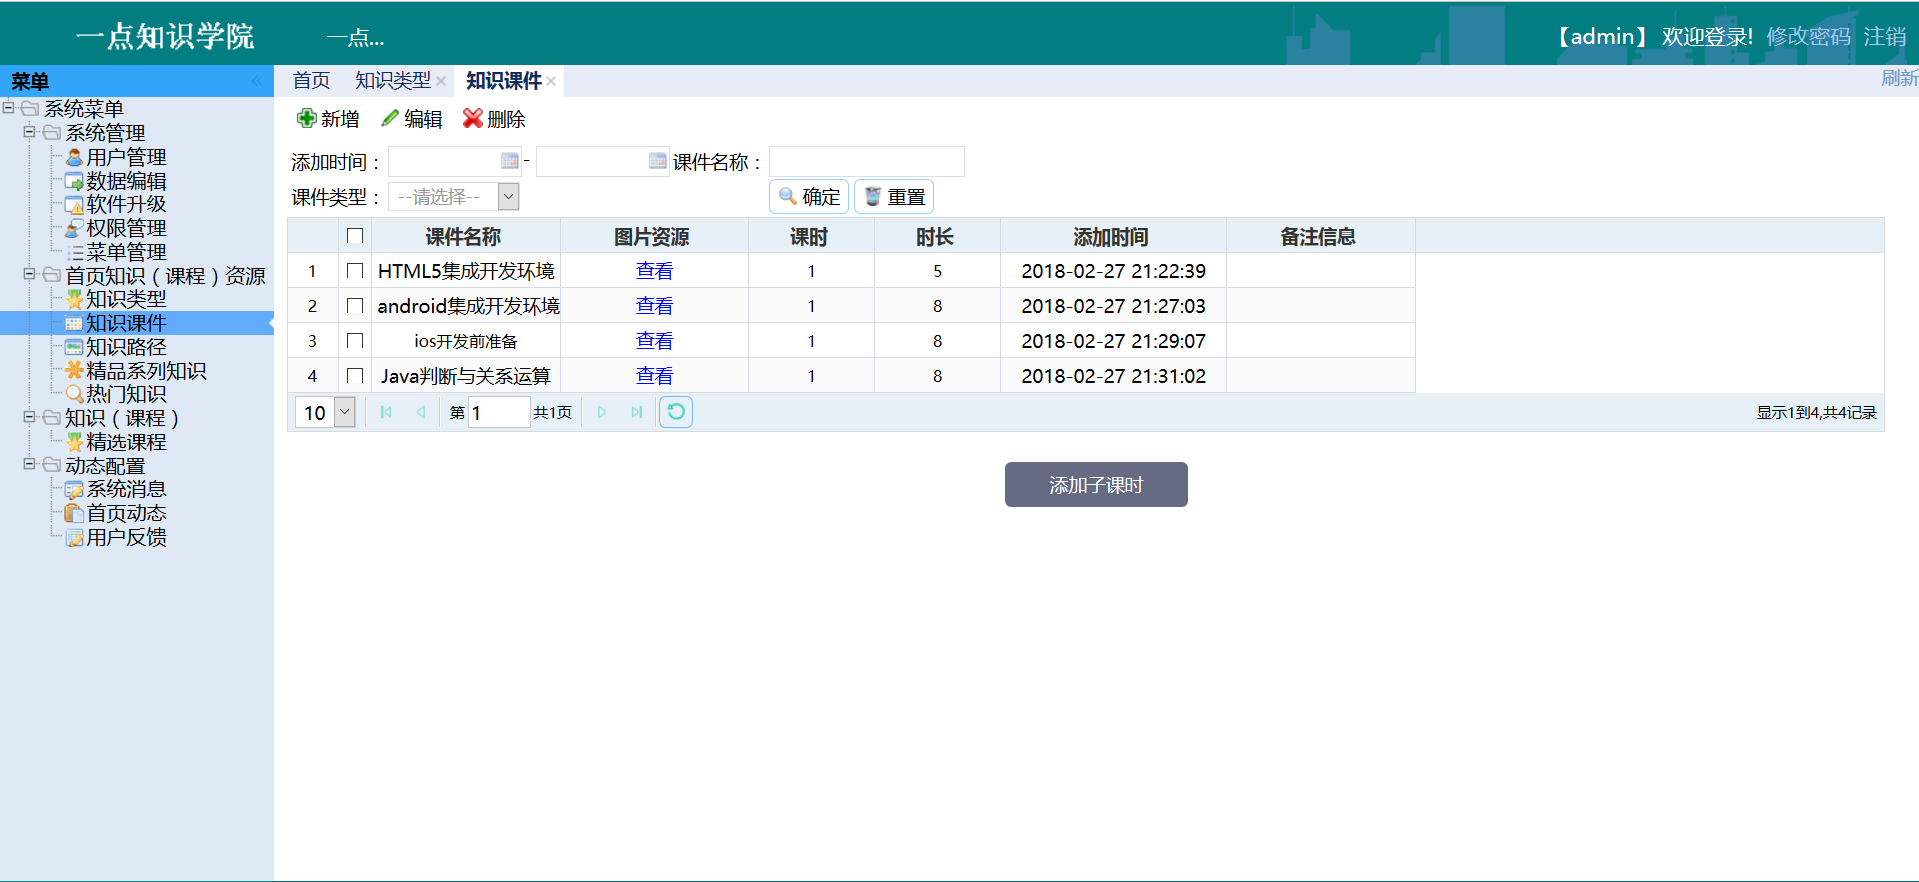 一点知识学院 一点... 【admin】 欢迎登录! 修改密码 注销
菜单
系统菜单
系统管理
用户管理
数据编辑
软件升级
权限管理
菜单管理
首页知识（课程）资源
知识类型
知识课件
知识路径
精品系列知识
热门知识
知识（课程）
精选课程
动态配置
系统消息
首页动态
用户反馈
首页 知识类型 知识课件 刷新
新增 编辑 删除
添加时间： - 课件名称：
课件类型： --请选择-- 确定 重置
课件名称 图片资源 课时 时长 添加时间 备注信息
1 HTML5集成开发环境 查看 1 5 2018-02-27 21:22:39
2 android集成开发环境 查看 1 8 2018-02-27 21:27:03
3 ios开发前准备 查看 1 8 2018-02-27 21:29:07
4 Java判断与关系运算 查看 1 8 2018-02-27 21:31:02
10 第 1 共1页 显示1到4,共4记录
添加子课时